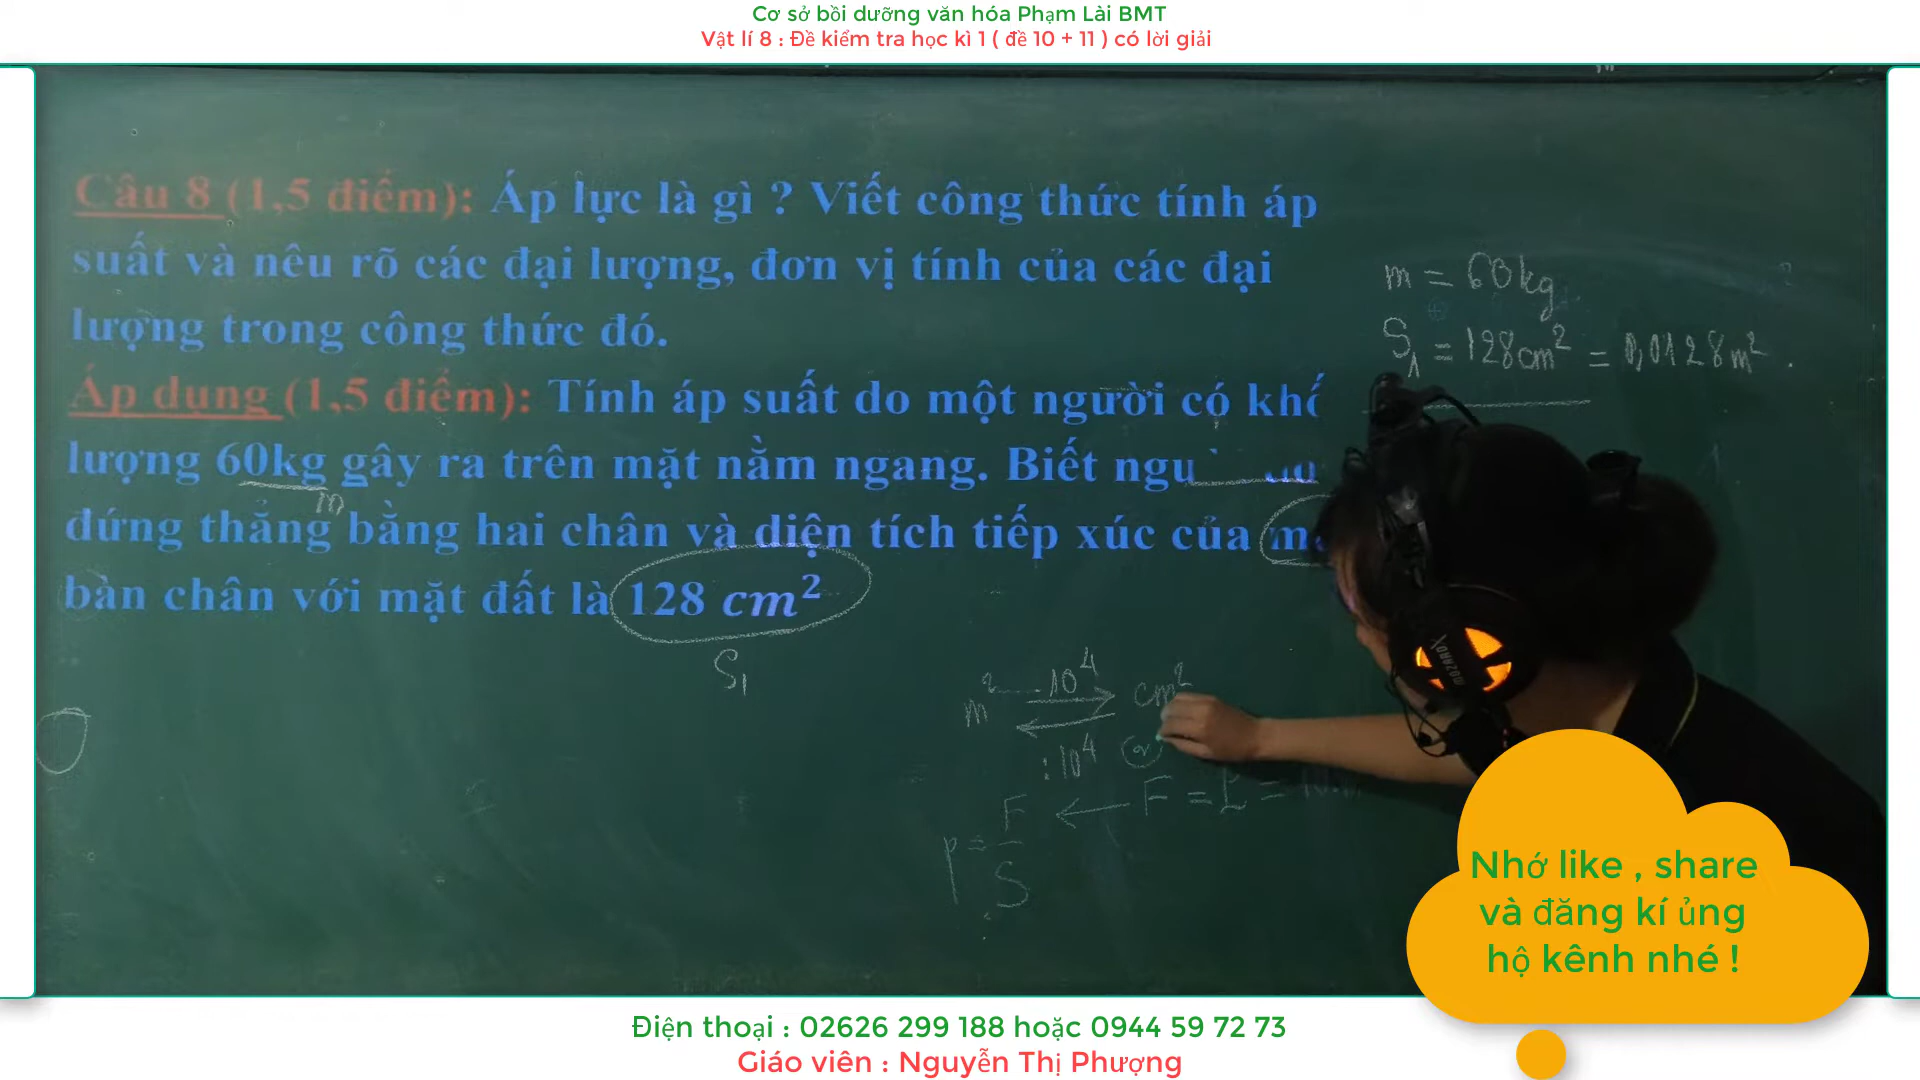 Cơ sở bồi dưỡng văn hóa Phạm Lài BMT
Vật lí 8 : Đề kiểm tra học kì 1 ( đề 10 + 11 ) có lời giải
Câu 8 (1,5 điểm): Áp lực là gì ? Viết công thức tính áp
suất và nêu rõ các đại lượng, đơn vị tính của các đại
lượng trong công thức đó.
Áp dụng (1,5 điểm): Tính áp suất do một người có
lượng 60kg gây ra trên mặt nằm ngang. Biết
đứng thẳng bằng hai chân và diện tích tiếp xúc của
bàn chân với mặt đất là 128 cm²
m
S₁
m = 60kg
S₁ = 128cm² = 0,0128m².
m² .10⁴ cm²
:10⁴
F = P =
p = F/S
Nhớ like , share
và đăng kí ủng
hộ kênh nhé !
MOZARDX
Điện thoại : 02626 299 188 hoặc 0944 59 72 73
Giáo viên : Nguyễn Thị Phượng